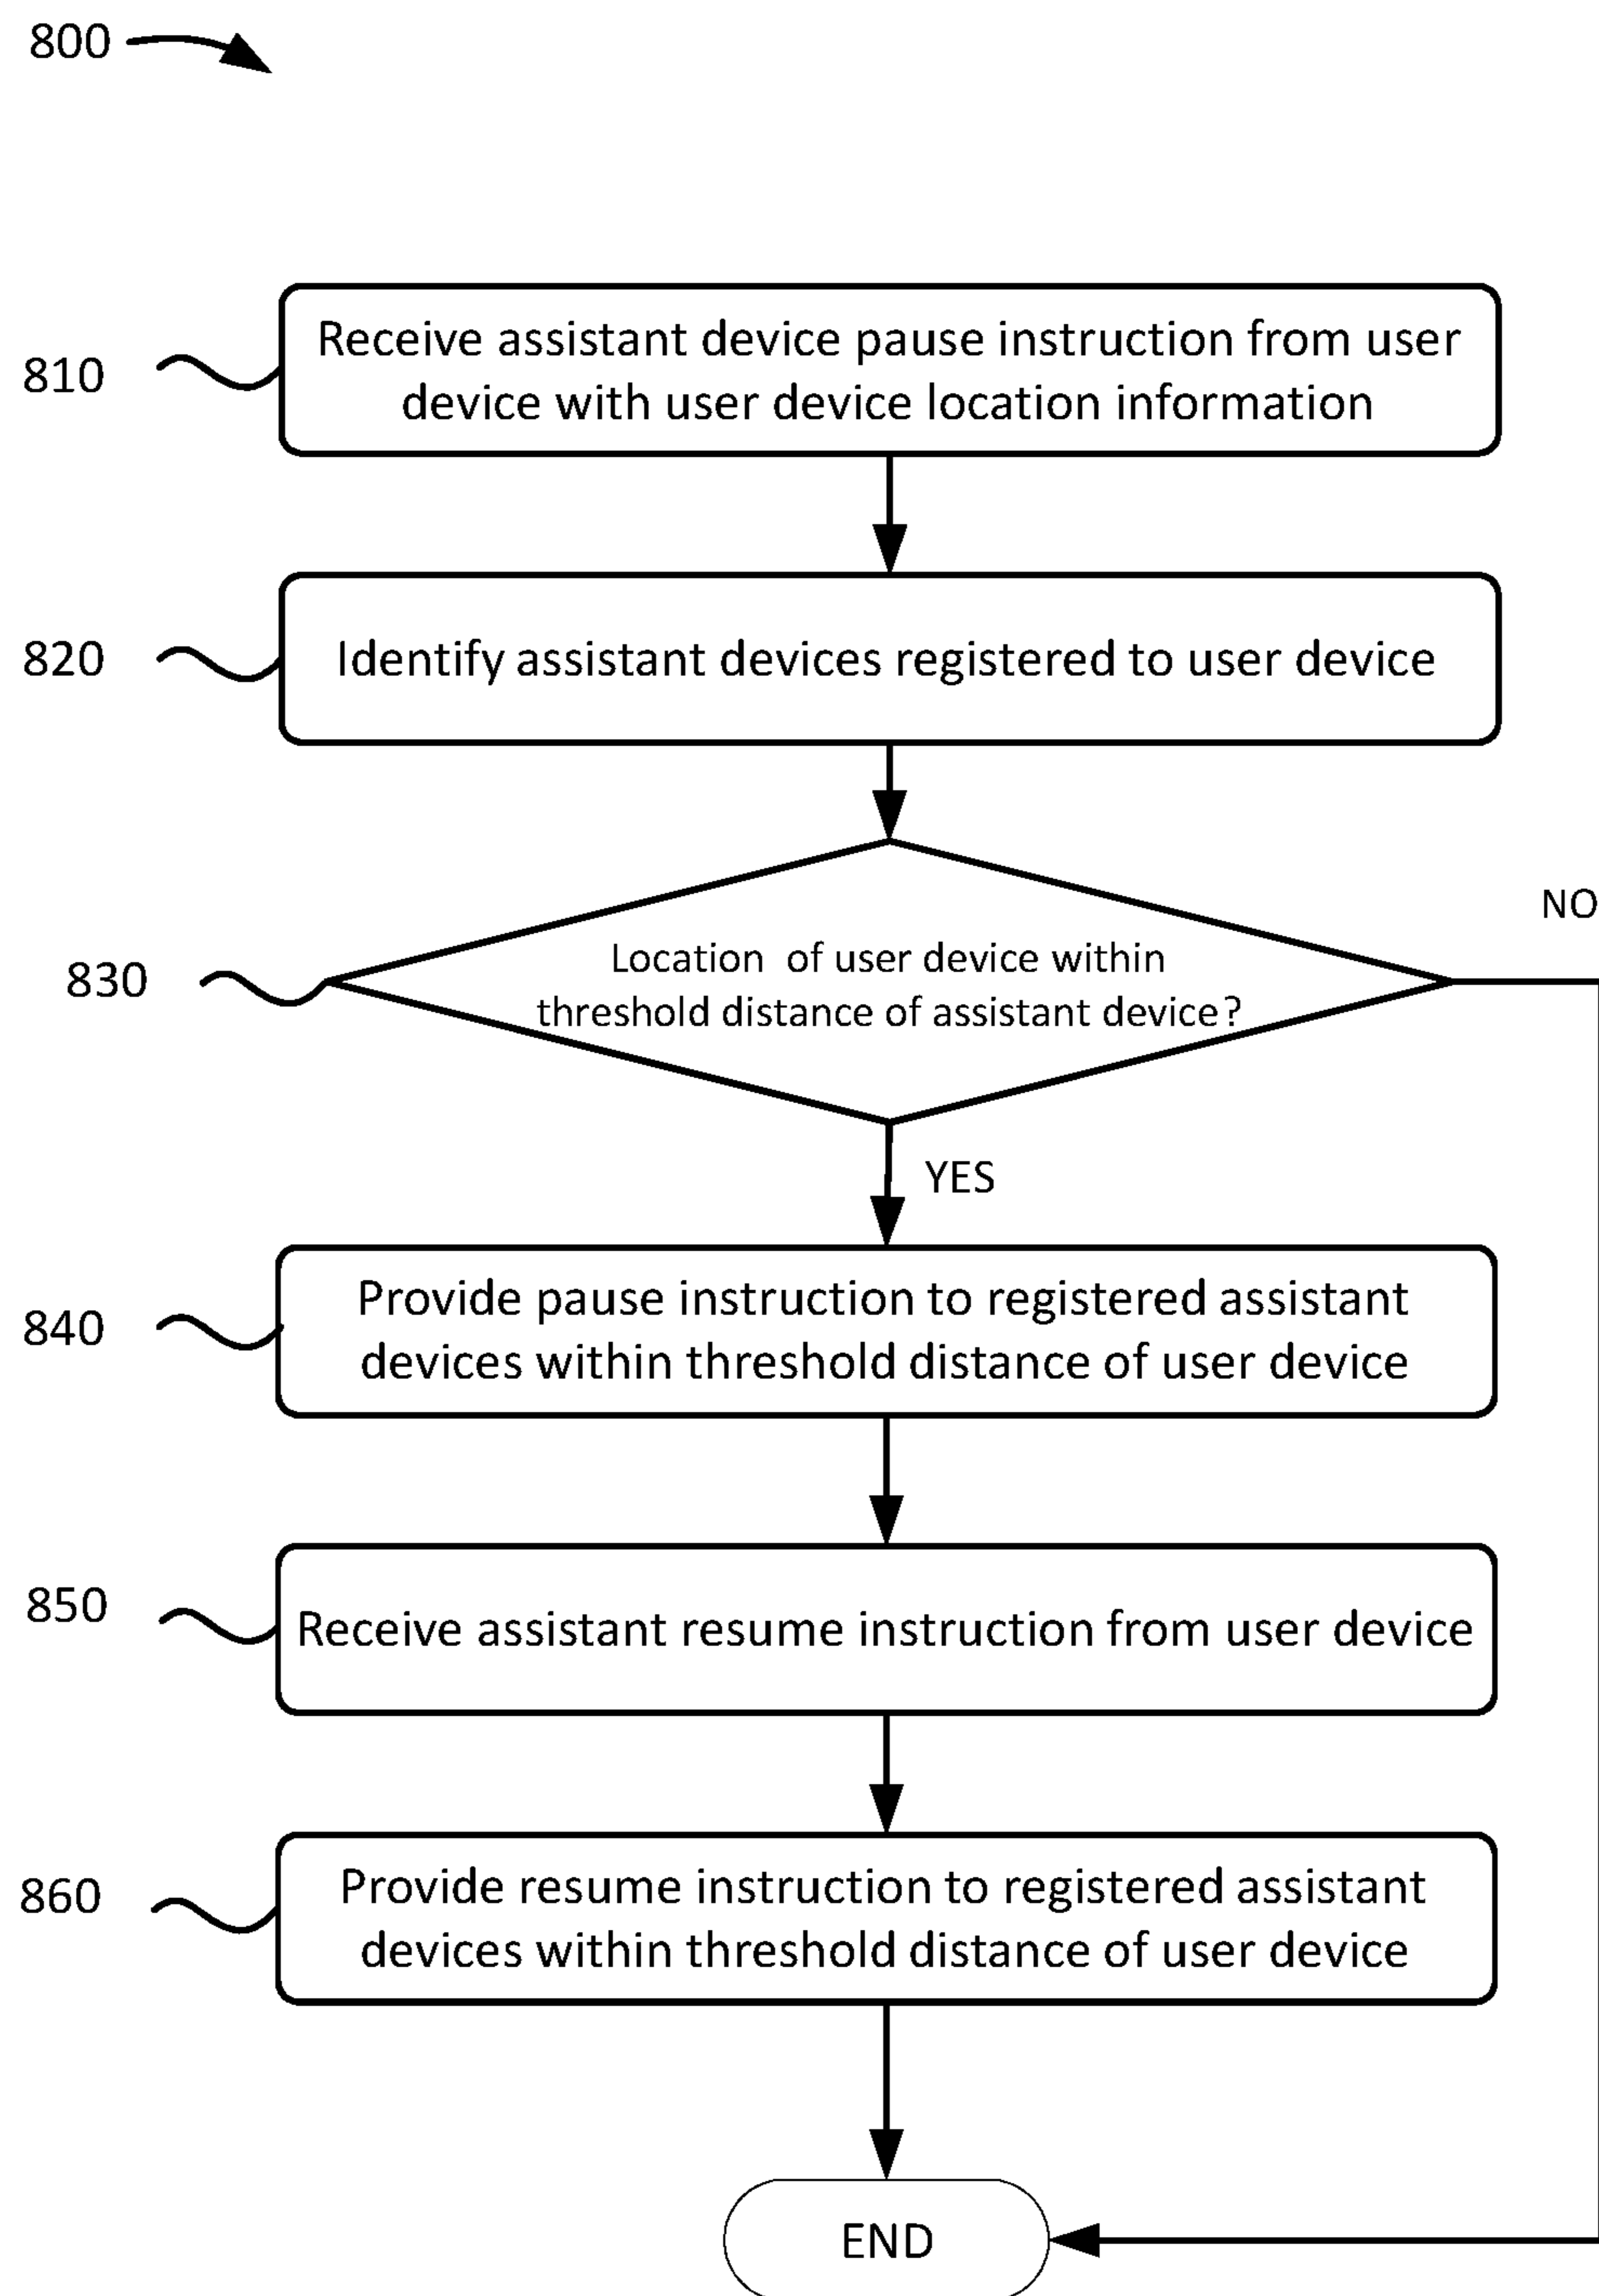 800
810
Receive assistant device pause instruction from user
device with user device location information
820
Identify assistant devices registered to user device
830
Location of user device within
threshold distance of assistant device?
NO
YES
840
Provide pause instruction to registered assistant
devices within threshold distance of user device
850
Receive assistant resume instruction from user device
860
Provide resume instruction to registered assistant
devices within threshold distance of user device
END